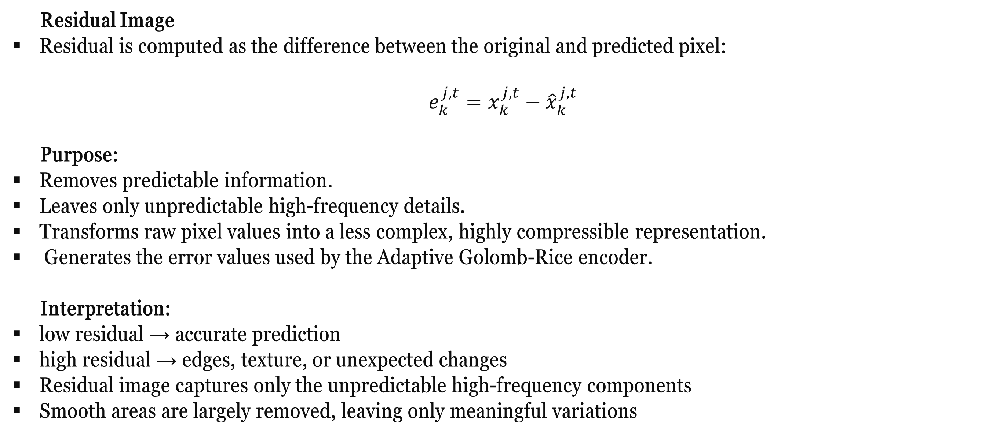 Residual Image
▪ Residual is computed as the difference between the original and predicted pixel:
$e_k^{j,t} = x_k^{j,t} - \hat{x}_k^{j,t}$
Purpose:
▪ Removes predictable information.
▪ Leaves only unpredictable high-frequency details.
▪ Transforms raw pixel values into a less complex, highly compressible representation.
▪ Generates the error values used by the Adaptive Golomb-Rice encoder.
Interpretation:
▪ low residual → accurate prediction
▪ high residual → edges, texture, or unexpected changes
▪ Residual image captures only the unpredictable high-frequency components
▪ Smooth areas are largely removed, leaving only meaningful variations